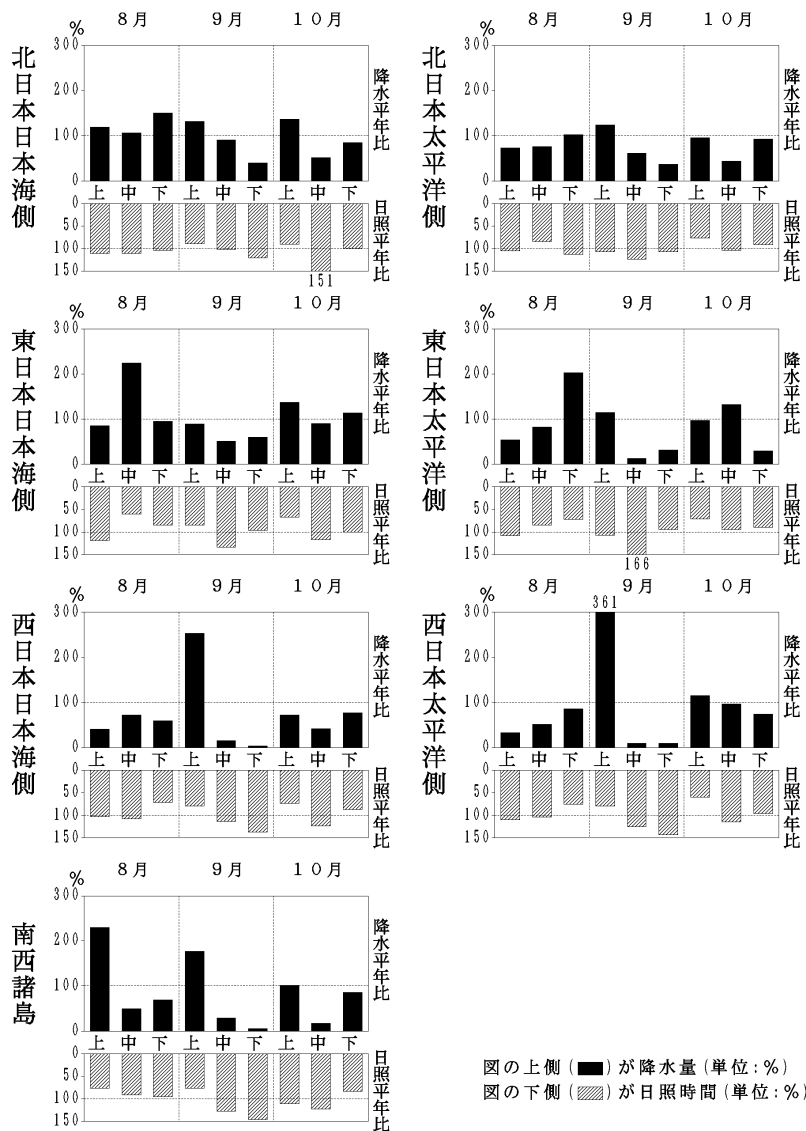 % 8月 9月 10月
300
200
100
0
上 中 下 上 中 下 上 中 下
0
50
100
150
151
北日本日本海側
降水平年比
日照平年比
% 8月 9月 10月
300
200
100
0
上 中 下 上 中 下 上 中 下
0
50
100
150
北日本太平洋側
降水平年比
日照平年比
% 8月 9月 10月
300
200
100
0
上 中 下 上 中 下 上 中 下
0
50
100
150
東日本日本海側
降水平年比
日照平年比
% 8月 9月 10月
300
200
100
0
上 中 下 上 中 下 上 中 下
0
50
100
150
166
東日本太平洋側
降水平年比
日照平年比
% 8月 9月 10月
300
200
100
0
上 中 下 上 中 下 上 中 下
0
50
100
150
西日本日本海側
降水平年比
日照平年比
% 8月 9月 10月
361
300
200
100
0
上 中 下 上 中 下 上 中 下
0
50
100
150
西日本太平洋側
降水平年比
日照平年比
% 8月 9月 10月
300
200
100
0
上 中 下 上 中 下 上 中 下
0
50
100
150
南西諸島
降水平年比
日照平年比
図の上側(■)が降水量(単位:%)
図の下側(▨)が日照時間(単位:%)